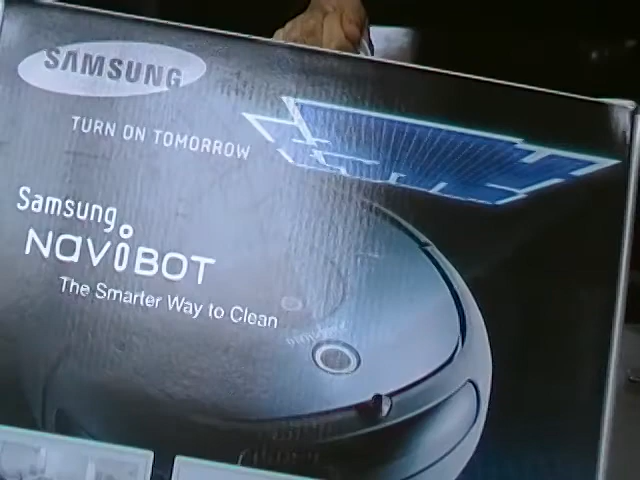 SAMSUNG
TURN ON TOMORROW
Samsung
NaviBOT
The Smarter Way to Clean